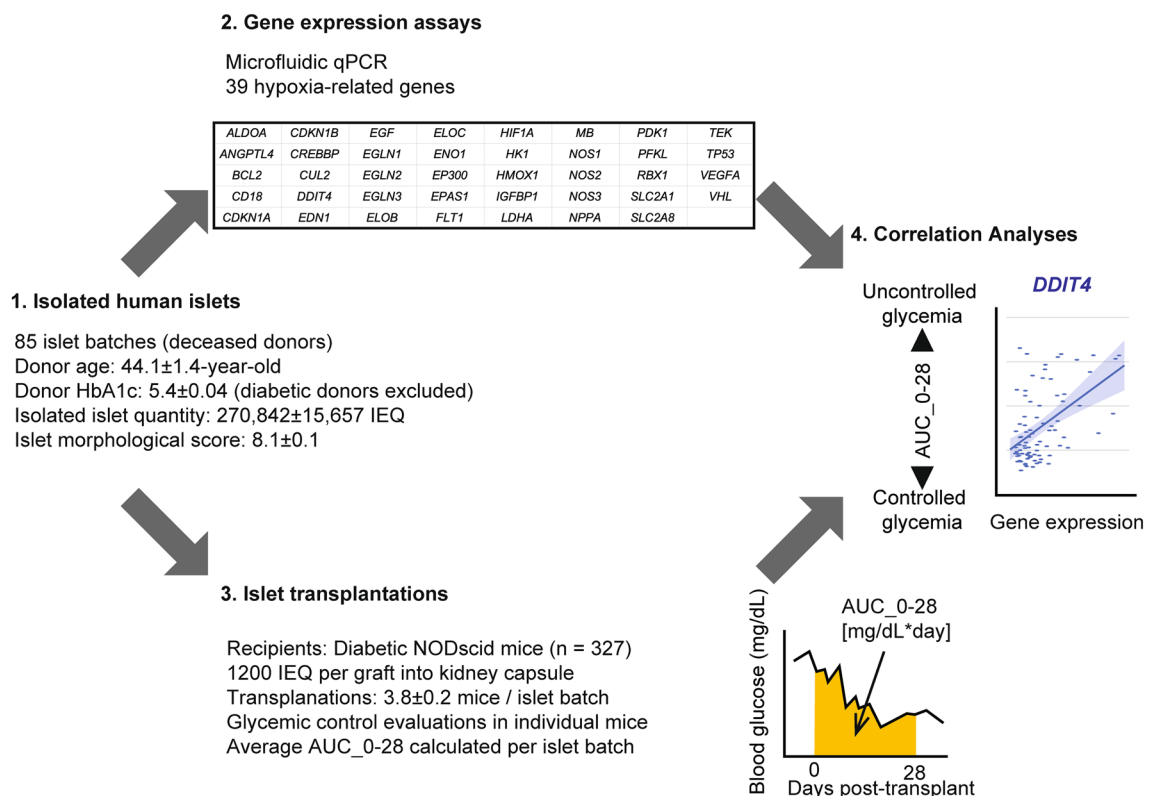 2. Gene expression assays
Microfluidic qPCR
39 hypoxia-related genes
ALDOA CDKN1B EGF ELOC HIF1A MB PDK1 TEK
ANGPTL4 CREBBP EGLN1 ENO1 HK1 NOS1 PFKL TP53
BCL2 CUL2 EGLN2 EP300 HMOX1 NOS2 RBX1 VEGFA
CD18 DDIT4 EGLN3 EPAS1 IGFBP1 NOS3 SLC2A1 VHL
CDKN1A EDN1 ELOB FLT1 LDHA NPPA SLC2A8
1. Isolated human islets
85 islet batches (deceased donors)
Donor age: 44.1±1.4-year-old
Donor HbA1c: 5.4±0.04 (diabetic donors excluded)
Isolated islet quantity: 270,842±15,657 IEQ
Islet morphological score: 8.1±0.1
3. Islet transplantations
Recipients: Diabetic NODscid mice (n = 327)
1200 IEQ per graft into kidney capsule
Transplanations: 3.8±0.2 mice / islet batch
Glycemic control evaluations in individual mice
Average AUC_0-28 calculated per islet batch
Blood glucose (mg/dL)
AUC_0-28
[mg/dL*day]
0 28
Days post-transplant
4. Correlation Analyses
Uncontrolled
glycemia
AUC_0-28
Controlled
glycemia
DDIT4
Gene expression